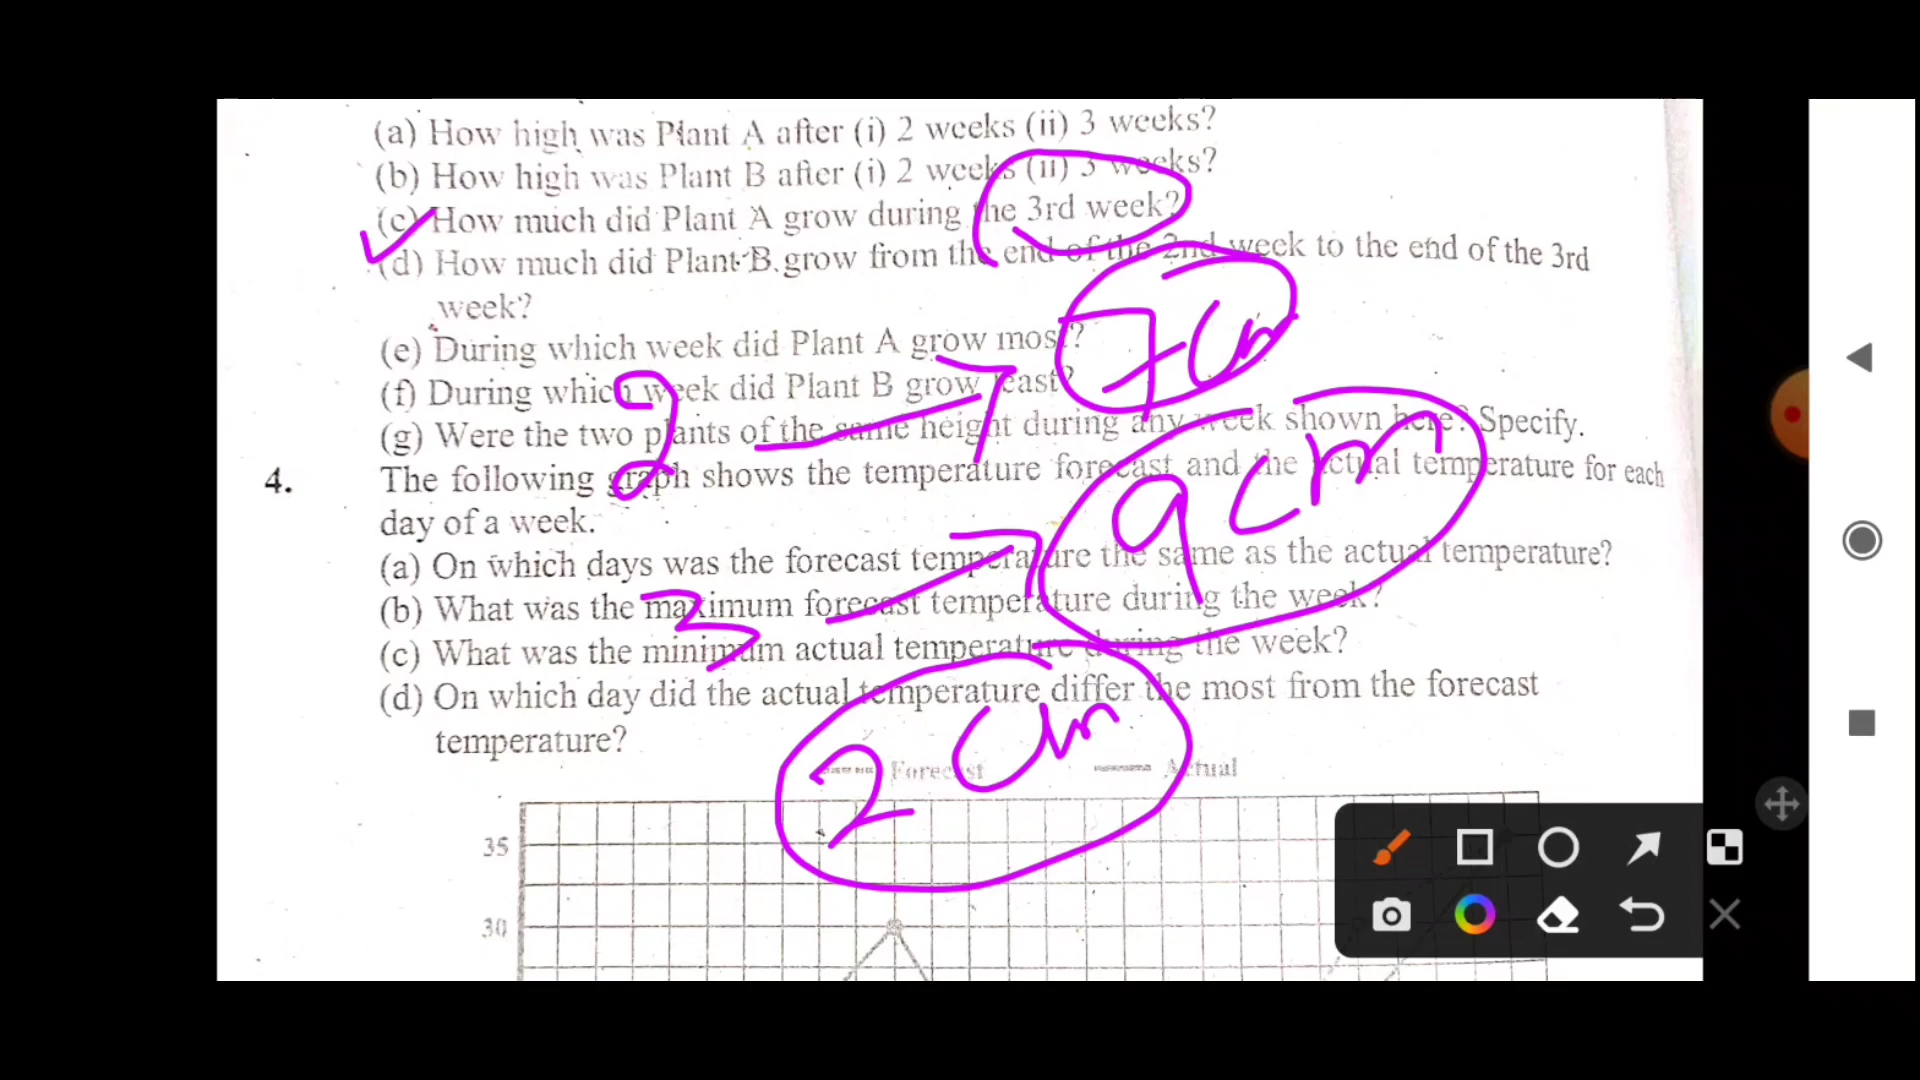 (a) How high was Plant A after (i) 2 weeks (ii) 3 weeks?
(b) How high was Plant B after (i) 2 weeks (ii) 3 weeks?
(c) How much did Plant A grow during the 3rd week?
(d) How much did Plant B grow from the end of the 2nd week to the end of the 3rd
week?
(e) During which week did Plant A grow most?
(f) During which week did Plant B grow least?
(g) Were the two plants of the same height during any week shown here? Specify.
4. The following graph shows the temperature forecast and the actual temperature for each
day of a week.
(a) On which days was the forecast temperature the same as the actual temperature?
(b) What was the maximum forecast temperature during the week?
(c) What was the minimum actual temperature during the week?
(d) On which day did the actual temperature differ the most from the forecast
temperature?
Forecast Actual
35
30
2 7 cm
3 9 cm
2 cm